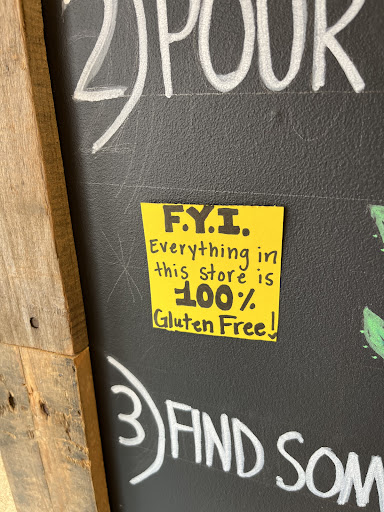 2) POUR
F.Y.I.
Everything in
this store is
100%
Gluten Free!
3) FIND SOM